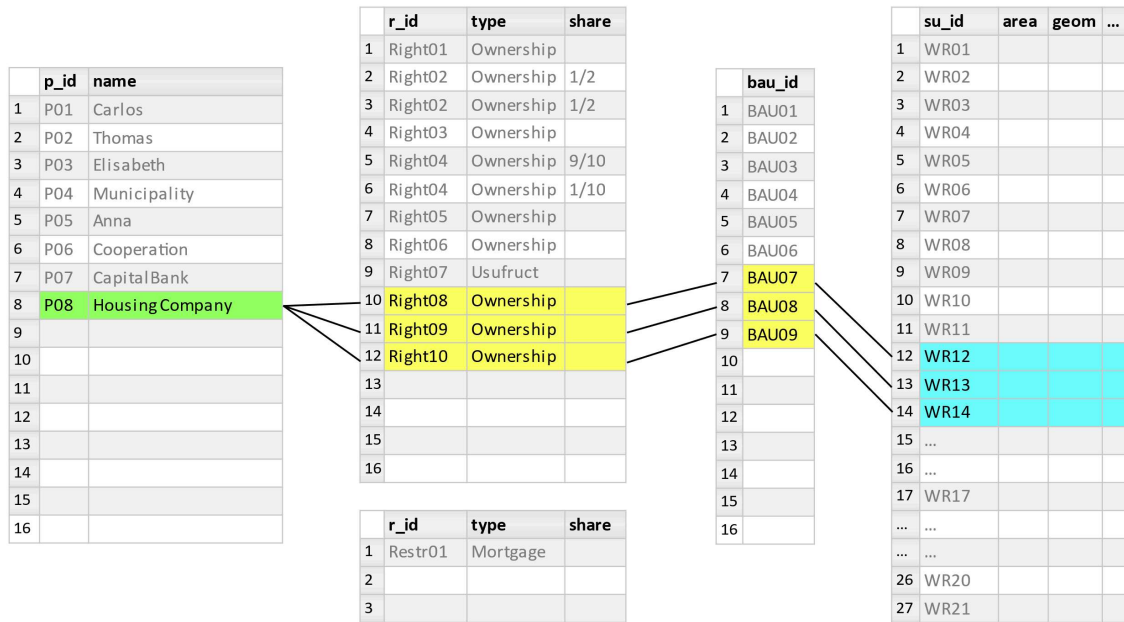 p_id name
1 P01 Carlos
2 P02 Thomas
3 P03 Elisabeth
4 P04 Municipality
5 P05 Anna
6 P06 Cooperation
7 P07 CapitalBank
8 P08 Housing Company
9
10
11
12
13
14
15
16
r_id type share
1 Right01 Ownership
2 Right02 Ownership 1/2
3 Right02 Ownership 1/2
4 Right03 Ownership
5 Right04 Ownership 9/10
6 Right04 Ownership 1/10
7 Right05 Ownership
8 Right06 Ownership
9 Right07 Usufruct
10 Right08 Ownership
11 Right09 Ownership
12 Right10 Ownership
13
14
15
16
r_id type share
1 Restr01 Mortgage
2
3
bau_id
1 BAU01
2 BAU02
3 BAU03
4 BAU04
5 BAU05
6 BAU06
7 BAU07
8 BAU08
9 BAU09
10
11
12
13
14
15
16
su_id area geom ...
1 WR01
2 WR02
3 WR03
4 WR04
5 WR05
6 WR06
7 WR07
8 WR08
9 WR09
10 WR10
11 WR11
12 WR12
13 WR13
14 WR14
15 ...
16 ...
17 WR17
... ...
... ...
26 WR20
27 WR21